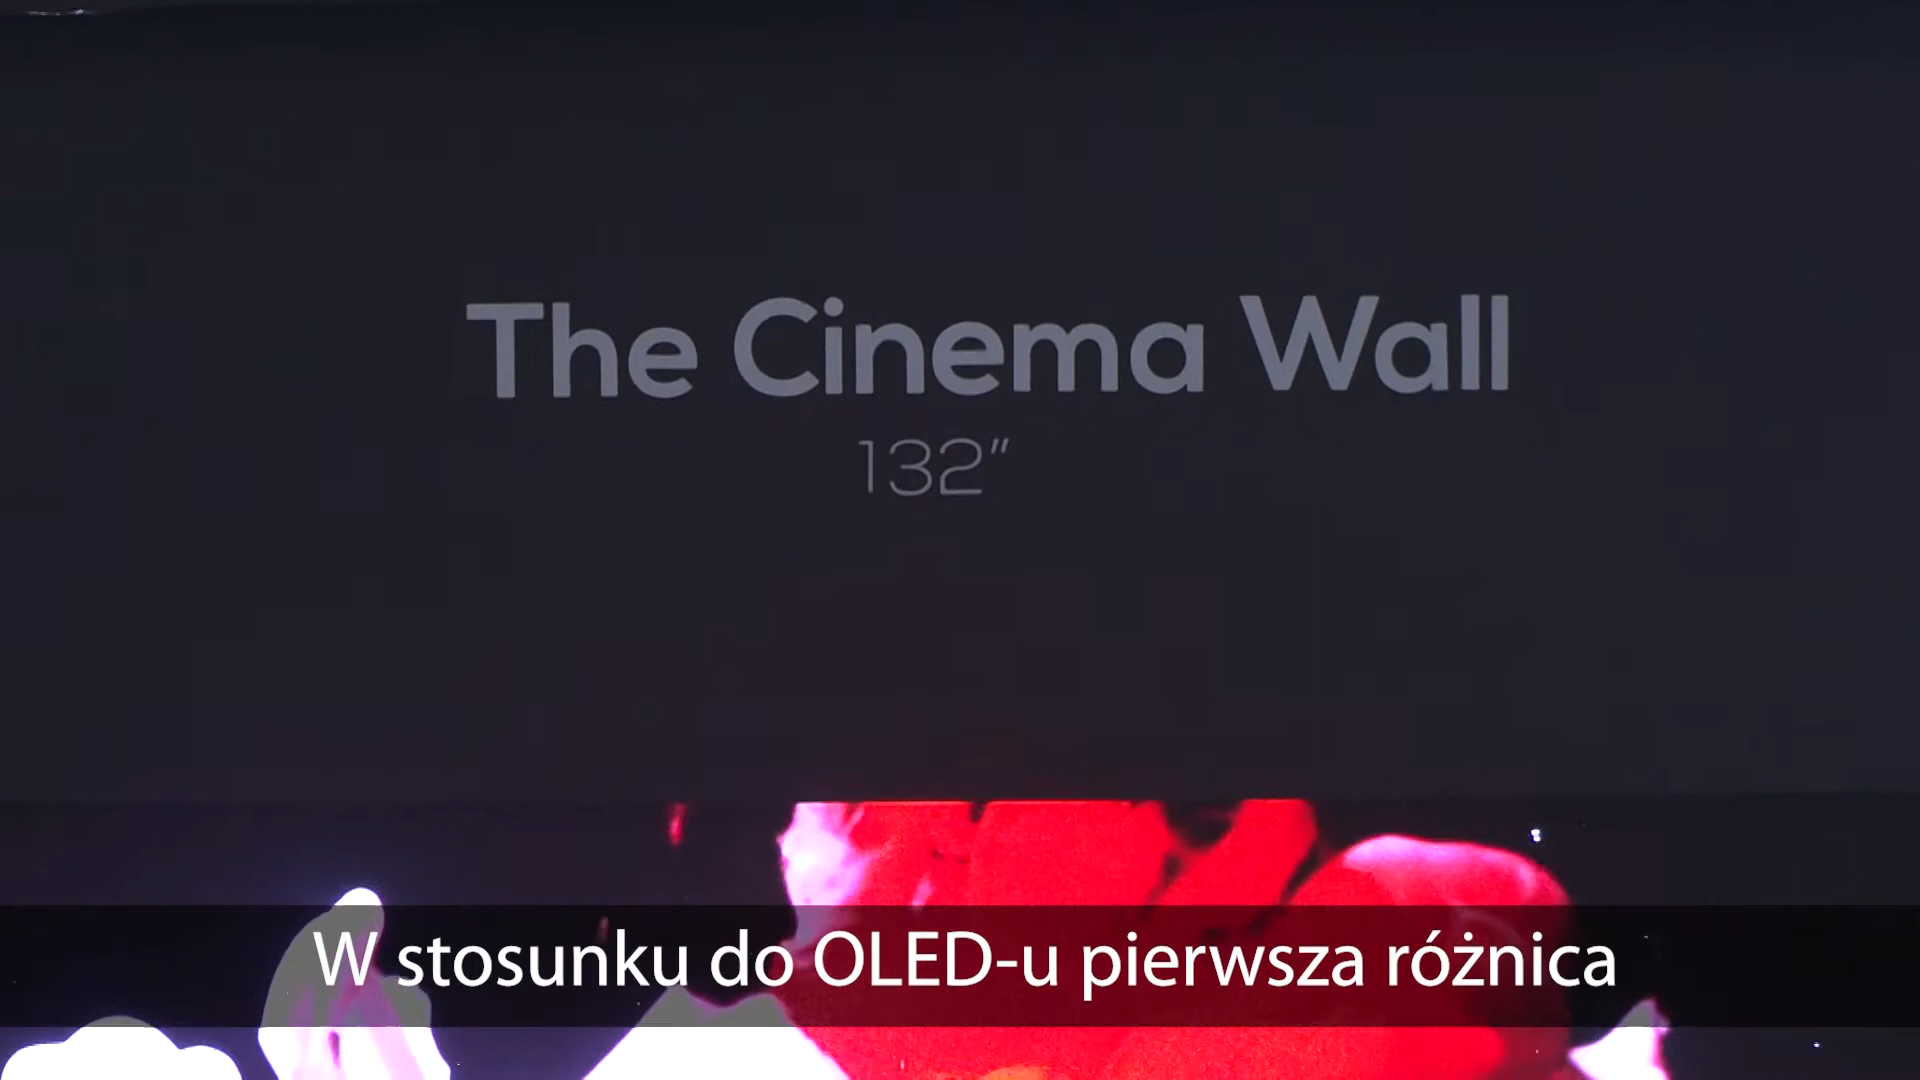 The Cinema Wall
132"
W stosunku do OLED-u pierwsza różnica